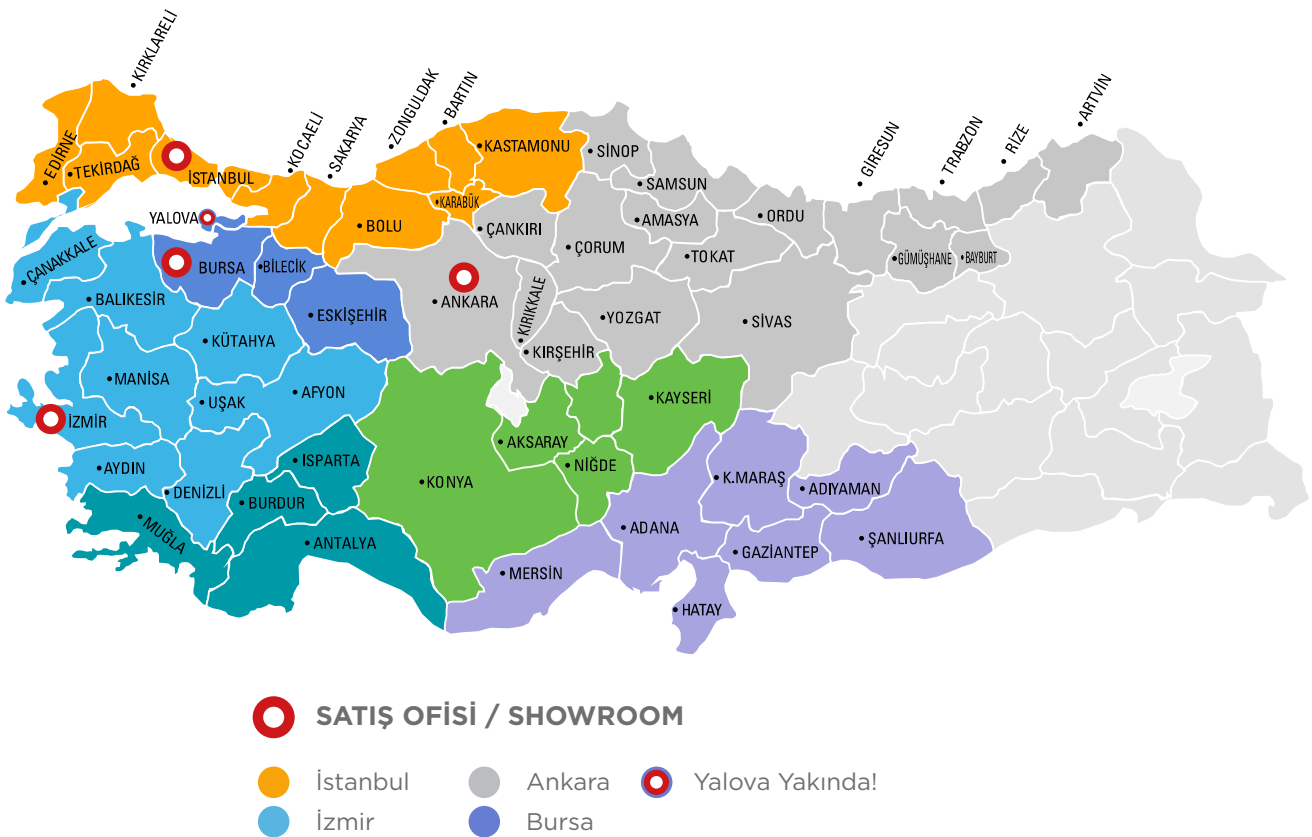 KIRKLARELİ
EDİRNE
TEKİRDAĞ
İSTANBUL
KOCAELİ
SAKARYA
ZONGULDAK
BARTIN
KASTAMONU
KARABÜK
BOLU
YALOVA
SİNOP
SAMSUN
AMASYA
ORDU
GİRESUN
TRABZON
RİZE
ARTVİN
ÇANKIRI
ÇORUM
TOKAT
GÜMÜŞHANE
BAYBURT
ÇANAKKALE
BURSA
BİLECİK
BALIKESİR
ESKİŞEHİR
ANKARA
KIRIKKALE
KIRŞEHİR
YOZGAT
SİVAS
KÜTAHYA
MANİSA
UŞAK
AFYON
KAYSERİ
İZMİR
AKSARAY
NİĞDE
AYDIN
DENİZLİ
ISPARTA
BURDUR
KONYA
K.MARAŞ
ADIYAMAN
MUĞLA
ANTALYA
ADANA
GAZİANTEP
ŞANLIURFA
MERSİN
HATAY
SATIŞ OFİSİ / SHOWROOM
İstanbul
Ankara
Yalova Yakında!
İzmir
Bursa